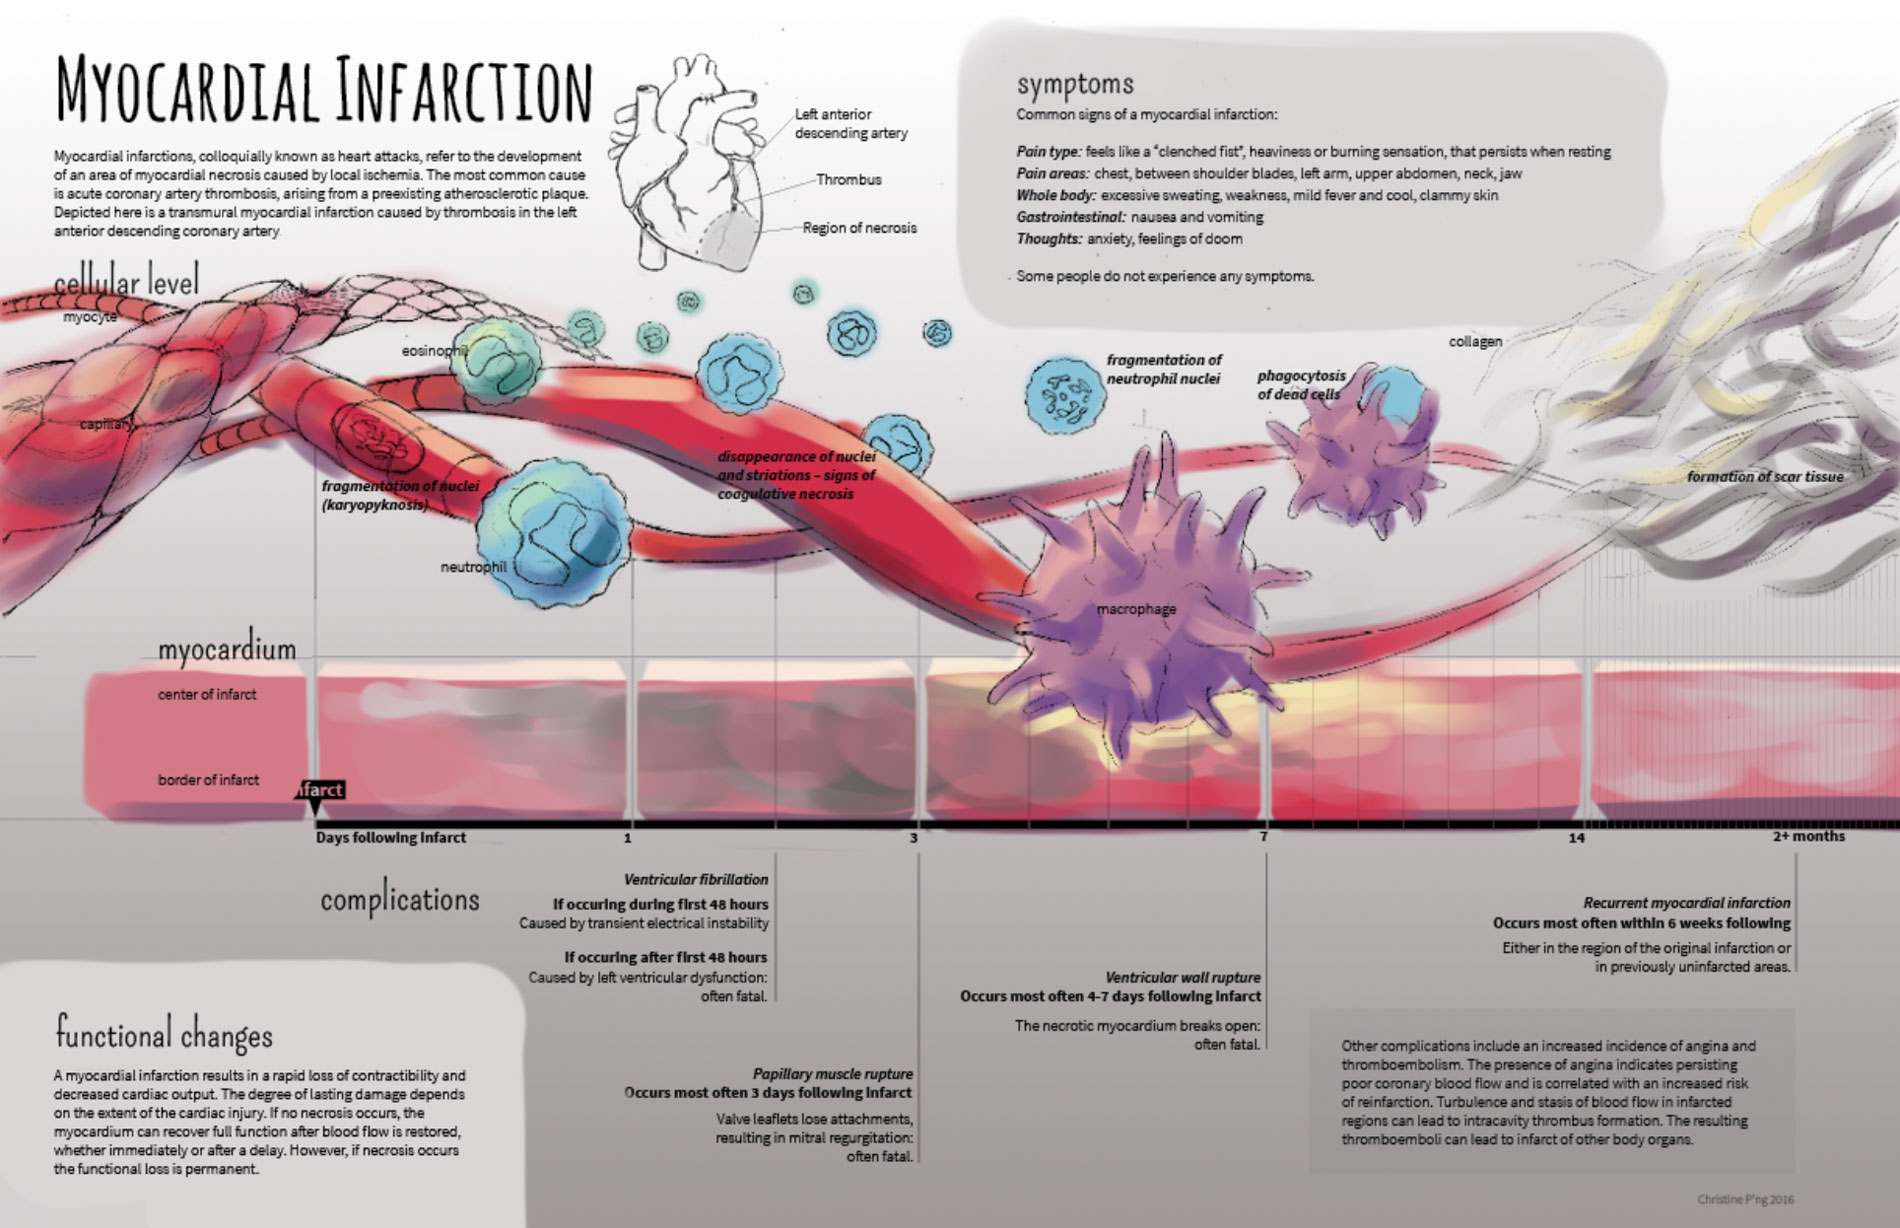 MYOCARDIAL INFARCTION
Myocardial infarctions, colloquially known as heart attacks, refer to the development
of an area of myocardial necrosis caused by local ischemia. The most common cause
is acute coronary artery thrombosis, arising from a preexisting atherosclerotic plaque.
Depicted here is a transmural myocardial infarction caused by thrombosis in the left
anterior descending coronary artery
Left anterior
descending artery
Thrombus
Region of necrosis
symptoms
Common signs of a myocardial infarction:
Pain type: feels like a "clenched fist", heaviness or burning sensation, that persists when resting
Pain areas: chest, between shoulder blades, left arm, upper abdomen, neck, jaw
Whole body: excessive sweating, weakness, mild fever and cool, clammy skin
Gastrointestinal: nausea and vomiting
Thoughts: anxiety, feelings of doom
Some people do not experience any symptoms.
cellular level
myocyte
eosinophil
capillary
fragmentation of nuclei
(karyopyknosis)
neutrophil
disappearance of nuclei
and striations – signs of
coagulative necrosis
fragmentation of
neutrophil nuclei
phagocytosis
of dead cells
macrophage
collagen
formation of scar tissue
myocardium
center of infarct
border of infarct
nfarct
Days following infarct
1
3
7
14
2+ months
complications
Ventricular fibrillation
If occuring during first 48 hours
Caused by transient electrical instability
If occuring after first 48 hours
Caused by left ventricular dysfunction:
often fatal.
Papillary muscle rupture
Occurs most often 3 days following infarct
Valve leaflets lose attachments,
resulting in mitral regurgitation:
often fatal.
Ventricular wall rupture
Occurs most often 4-7 days following infarct
The necrotic myocardium breaks open:
often fatal.
Recurrent myocardial infarction
Occurs most often within 6 weeks following
Either in the region of the original infarction or
in previously uninfarcted areas.
functional changes
A myocardial infarction results in a rapid loss of contractibility and
decreased cardiac output. The degree of lasting damage depends
on the extent of the cardiac injury. If no necrosis occurs, the
myocardium can recover full function after blood flow is restored,
whether immediately or after a delay. However, if necrosis occurs
the functional loss is permanent.
Other complications include an increased incidence of angina and
thromboembolism. The presence of angina indicates persisting
poor coronary blood flow and is correlated with an increased risk
of reinfarction. Turbulence and stasis of blood flow in infarcted
regions can lead to intracavity thrombus formation. The resulting
thromboemboli can lead to infarct of other body organs.
Christine P'ng 2016